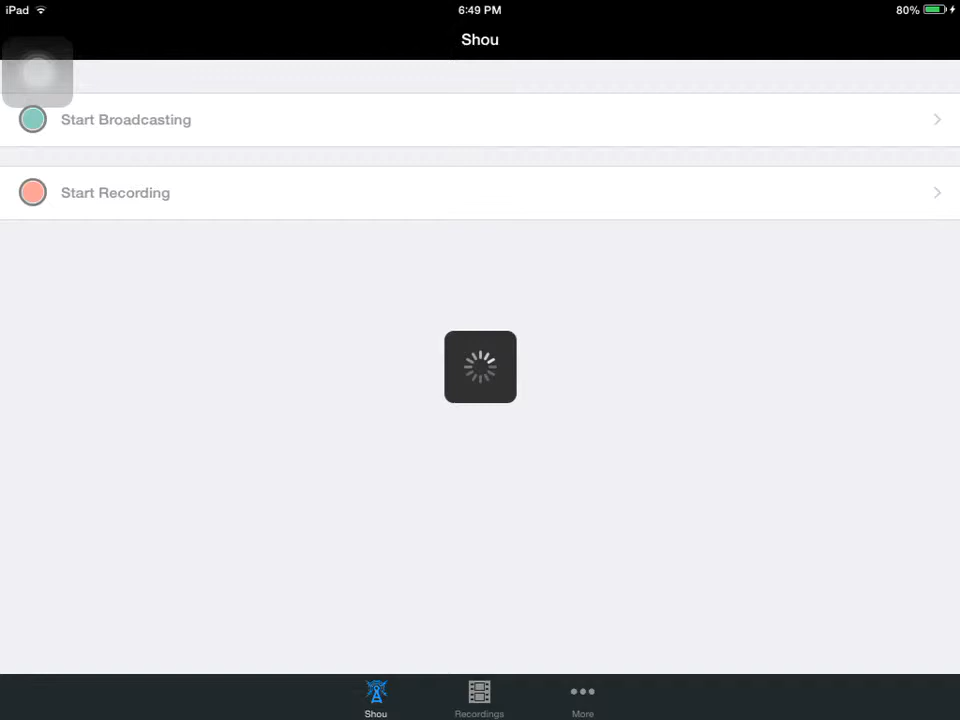 iPad 6:49 PM 80%
Shou
Start Broadcasting
Start Recording
Shou Recordings More